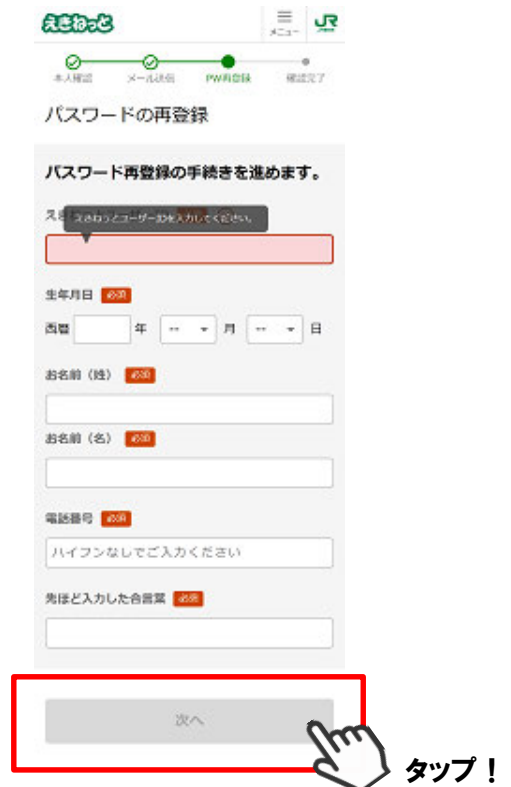 えきねっと
メニュー
JR
本人確認 メール送信 PW再登録 確認完了
パスワードの再登録
パスワード再登録の手続きを進めます。
えきねっとユーザーIDを入力してください。
生年月日 必須
西暦 年 -- 月 -- 日
お名前（姓） 必須
お名前（名） 必須
電話番号 必須
ハイフンなしでご入力ください
先ほど入力した合言葉 必須
次へ
タップ！